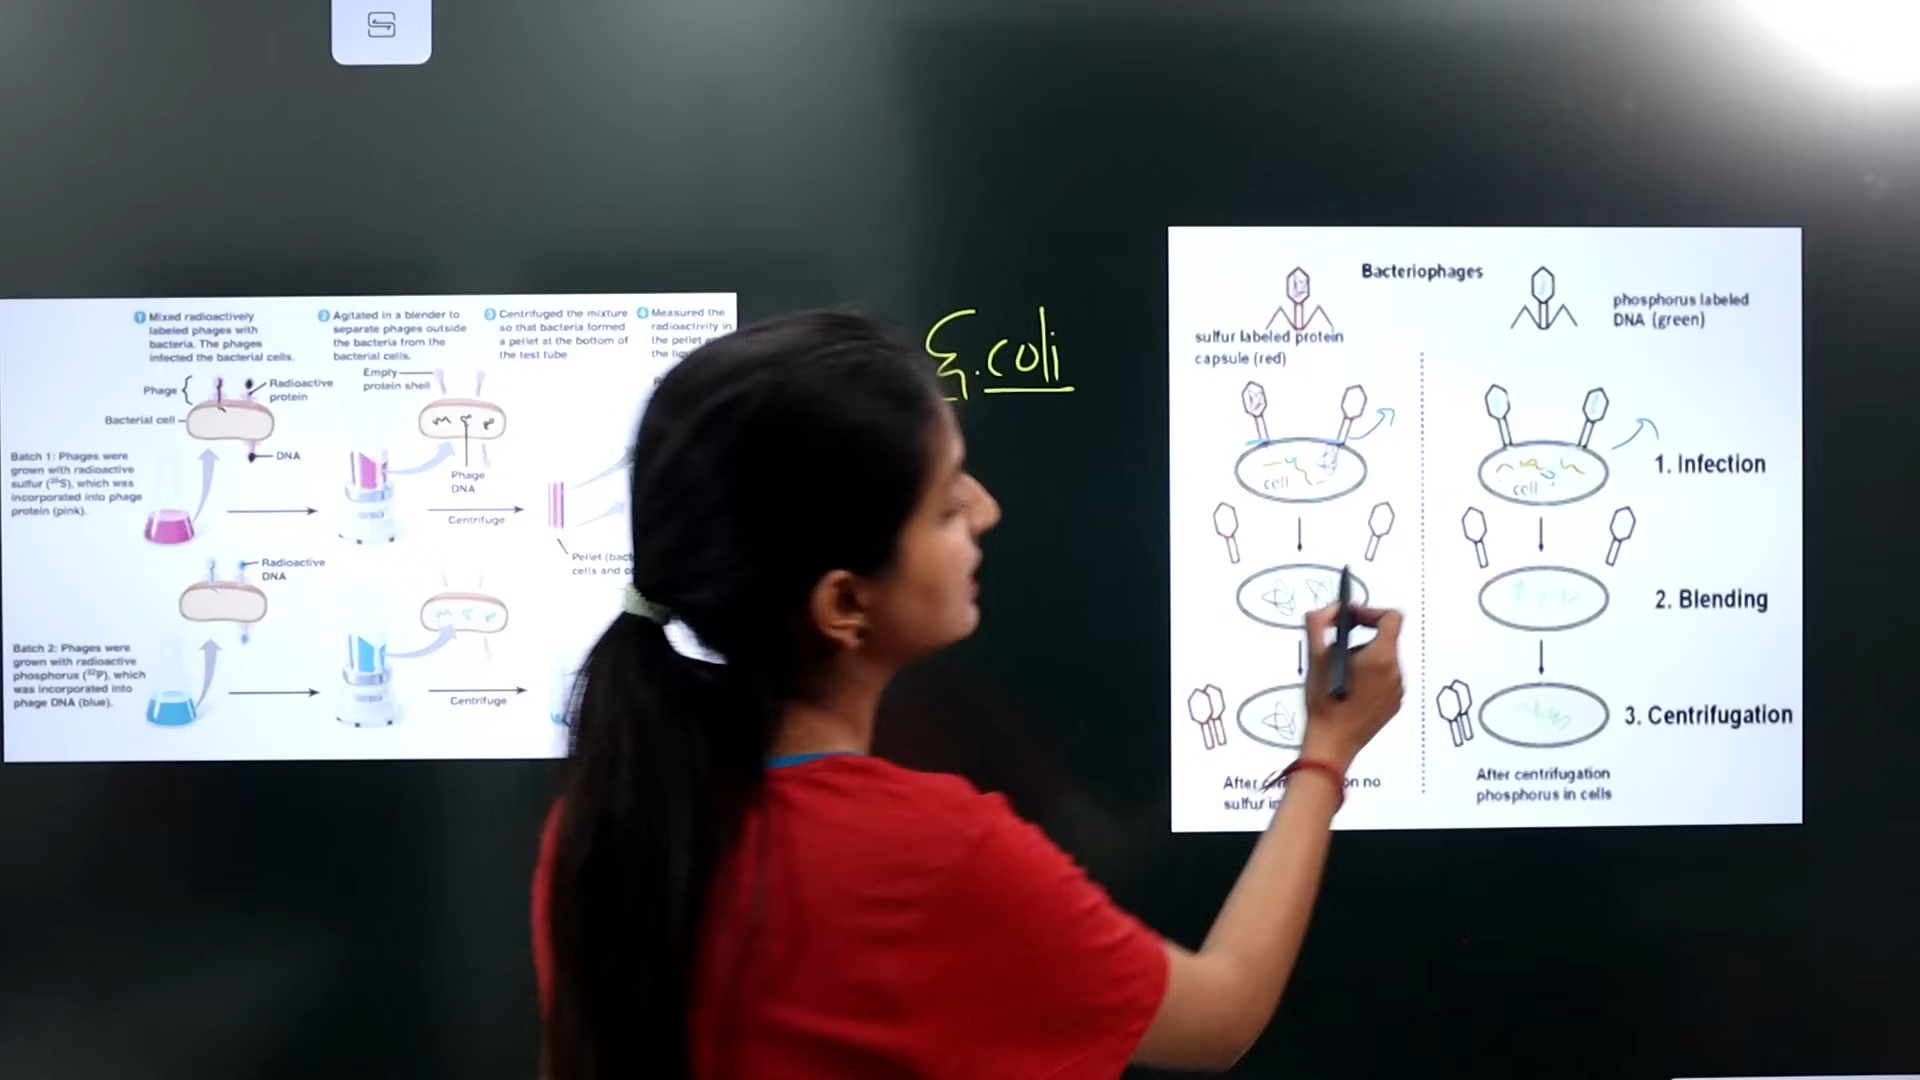 1 Mixed radioactively
labeled phages with
bacteria. The phages
infected the bacterial cells.
2 Agitated in a blender to
separate phages outside
the bacteria from the
bacterial cells.
3 Centrifuged the mixture
so that bacteria formed
a pellet at the bottom of
the test tube.
4 Measured the
radioactivity in
the pellet
the
Phage
Radioactive
protein
Bacterial cell
DNA
Empty
protein shell
Phage
DNA
Batch 1: Phages were
grown with radioactive
sulfur (³⁵S), which was
incorporated into phage
protein (pink).
Centrifuge
Pellet
cells and
Radioactive
DNA
Batch 2: Phages were
grown with radioactive
phosphorus (³²P), which
was incorporated into
phage DNA (blue).
Centrifuge
E.coli
Bacteriophages
sulfur labeled protein
capsule (red)
phosphorus labeled
DNA (green)
cell
cell
1. Infection
2. Blending
3. Centrifugation
After no
sulfur
After centrifugation
phosphorus in cells